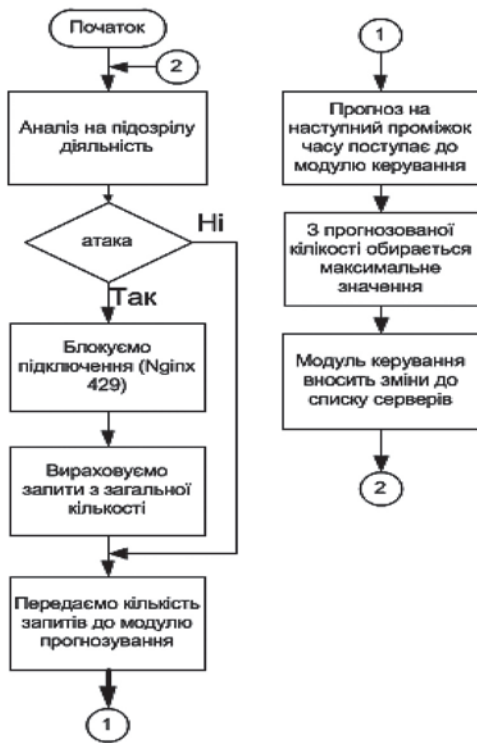 Початок
2
Аналіз на підозрілу
діяльність
атака
Ні
Так
Блокуємо
підключення (Nginx
429)
Вираховуємо
запити з загальної
кількості
Передаємо кількість
запитів до модулю
прогнозування
1
1
Прогноз на
наступний проміжок
часу поступає до
модулю керування
З прогнозованої
кілікості обирається
максимальне
значення
Модуль керування
вносить зміни до
списку серверів
2